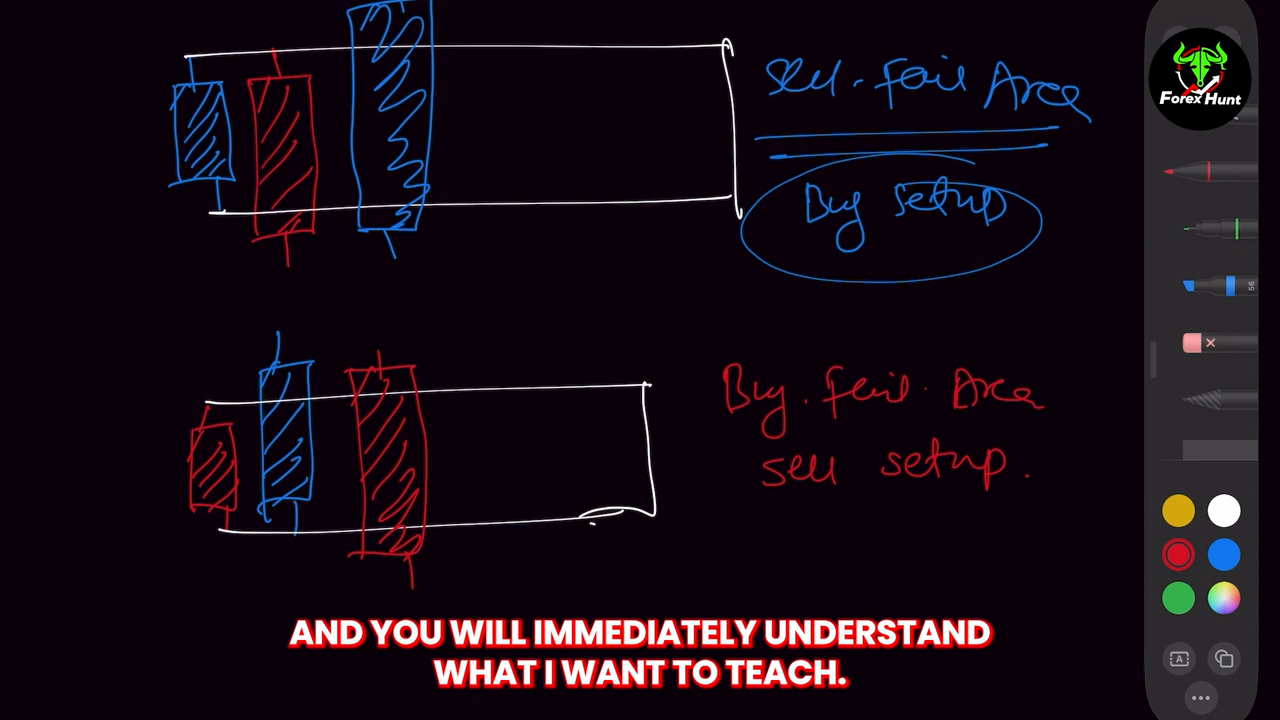 Sell. Fail Area
Buy setup
Forex Hunt
Buy. Fail. Area
sell setup.
AND YOU WILL IMMEDIATELY UNDERSTAND
WHAT I WANT TO TEACH.
A